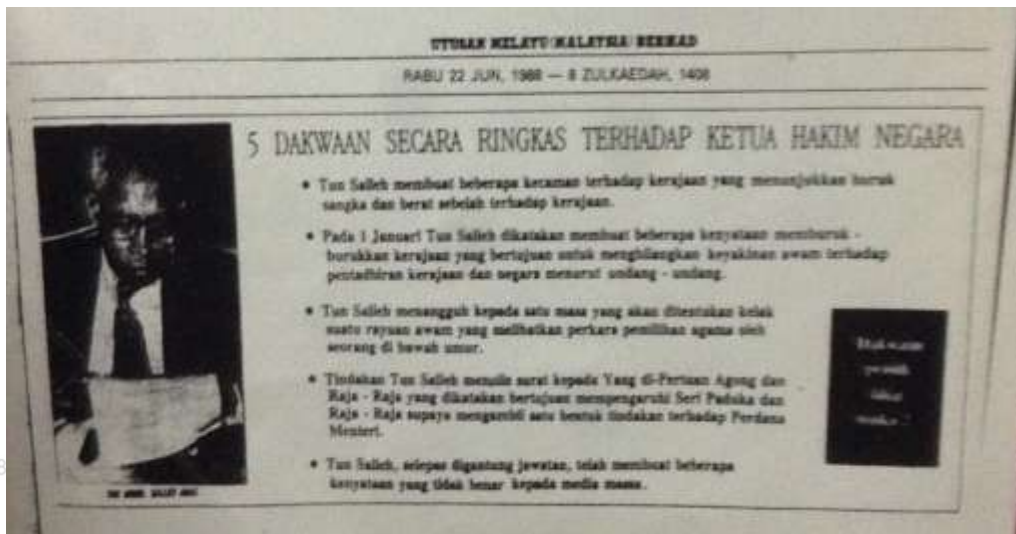 UTUSAN MELAYU (MALAYSIA) BERHAD
RABU 22 JUN, 1988 — 8 ZULKAEDAH, 1408
5 DAKWAAN SECARA RINGKAS TERHADAP KETUA HAKIM NEGARA
• Tun Salleh membuat beberapa kecaman terhadap kerajaan yang menunjukkan buruk
sangka dan berat sebelah terhadap kerajaan.
• Pada 1 Januari Tun Salleh dikatakan membuat beberapa kenyataan memburuk -
burukkan kerajaan yang bertujuan untuk menghilangkan keyakinan awam terhadap
pentadbiran kerajaan dan negara menurut undang - undang.
• Tun Salleh menangguh kepada satu masa yang akan ditentukan kelak
suatu rayuan awam yang melibatkan perkara pemilihan agama oleh
seorang di bawah umur.
• Tindakan Tun Salleh menulis surat kepada Yang di-Pertuan Agong dan
Raja - Raja yang dikatakan bertujuan mempengaruhi Seri Paduka dan
Raja - Raja supaya mengambil satu bentuk tindakan terhadap Perdana
Menteri.
• Tun Salleh, selepas digantung jawatan, telah membuat beberapa
kenyataan yang tidak benar kepada media massa.
TUN SALLEH ABAS